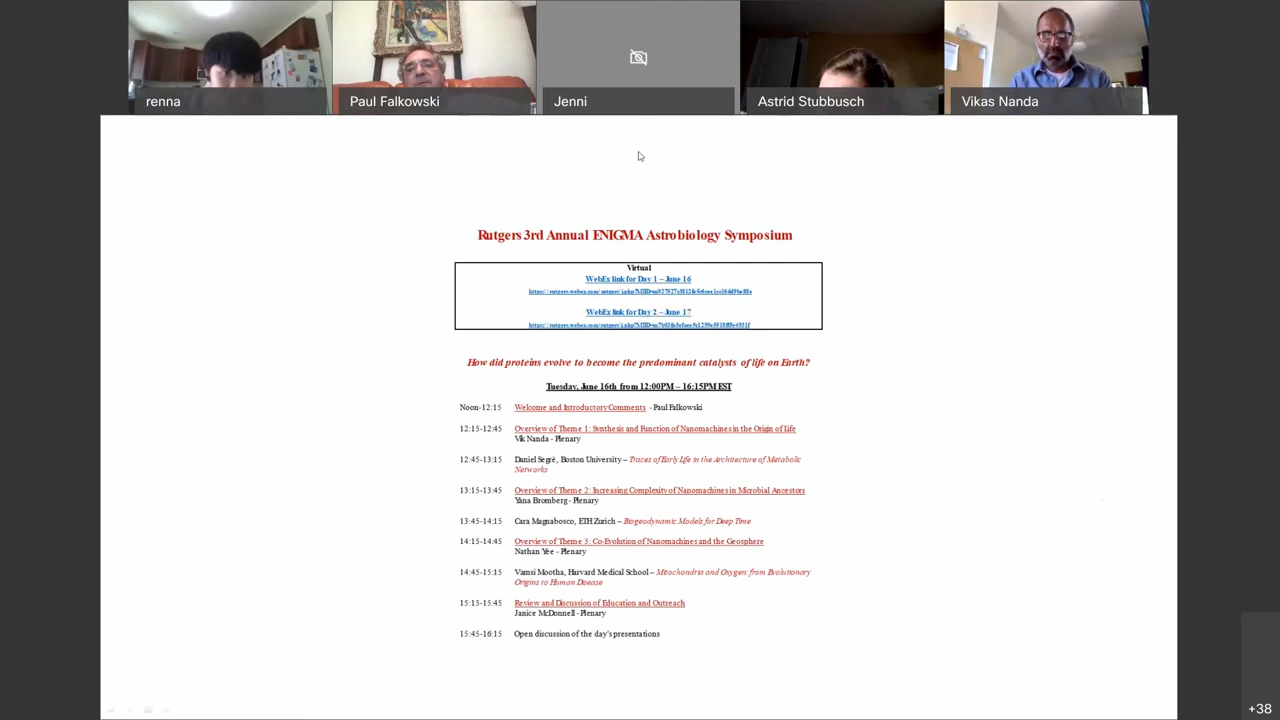 renna
Paul Falkowski
Jenni
Astrid Stubbusch
Vikas Nanda
Rutgers 3rd Annual ENIGMA Astrobiology Symposium
Virtual
WebEx link for Day 1 – June 16
WebEx link for Day 2 – June 17
How did proteins evolve to become the predominant catalysts of life on Earth?
Tuesday, June 16th from 12:00PM – 16:15PM EST
Noon-12:15 Welcome and Introductory Comments - Paul Falkowski
12:15-12:45 Overview of Theme 1: Synthesis and Function of Nanomachines in the Origin of Life
Vik Nanda - Plenary
12:45-13:15 Daniel Segrè, Boston University – Traces of Early Life in the Architecture of Metabolic
Networks
13:15-13:45 Overview of Theme 2: Increasing Complexity of Nanomachines in Microbial Ancestors
Yana Bromberg - Plenary
13:45-14:15 Cara Magnabosco, ETH Zurich – Biogeodynamic Models for Deep Time
14:15-14:45 Overview of Theme 3: Co-Evolution of Nanomachines and the Geosphere
Nathan Yee - Plenary
14:45-15:15 Vamsi Mootha, Harvard Medical School – Mitochondria and Oxygen: from Evolutionary
Origins to Human Disease
15:15-15:45 Review and Discussion of Education and Outreach
Janice McDonnell - Plenary
15:45-16:15 Open discussion of the day's presentations
+38